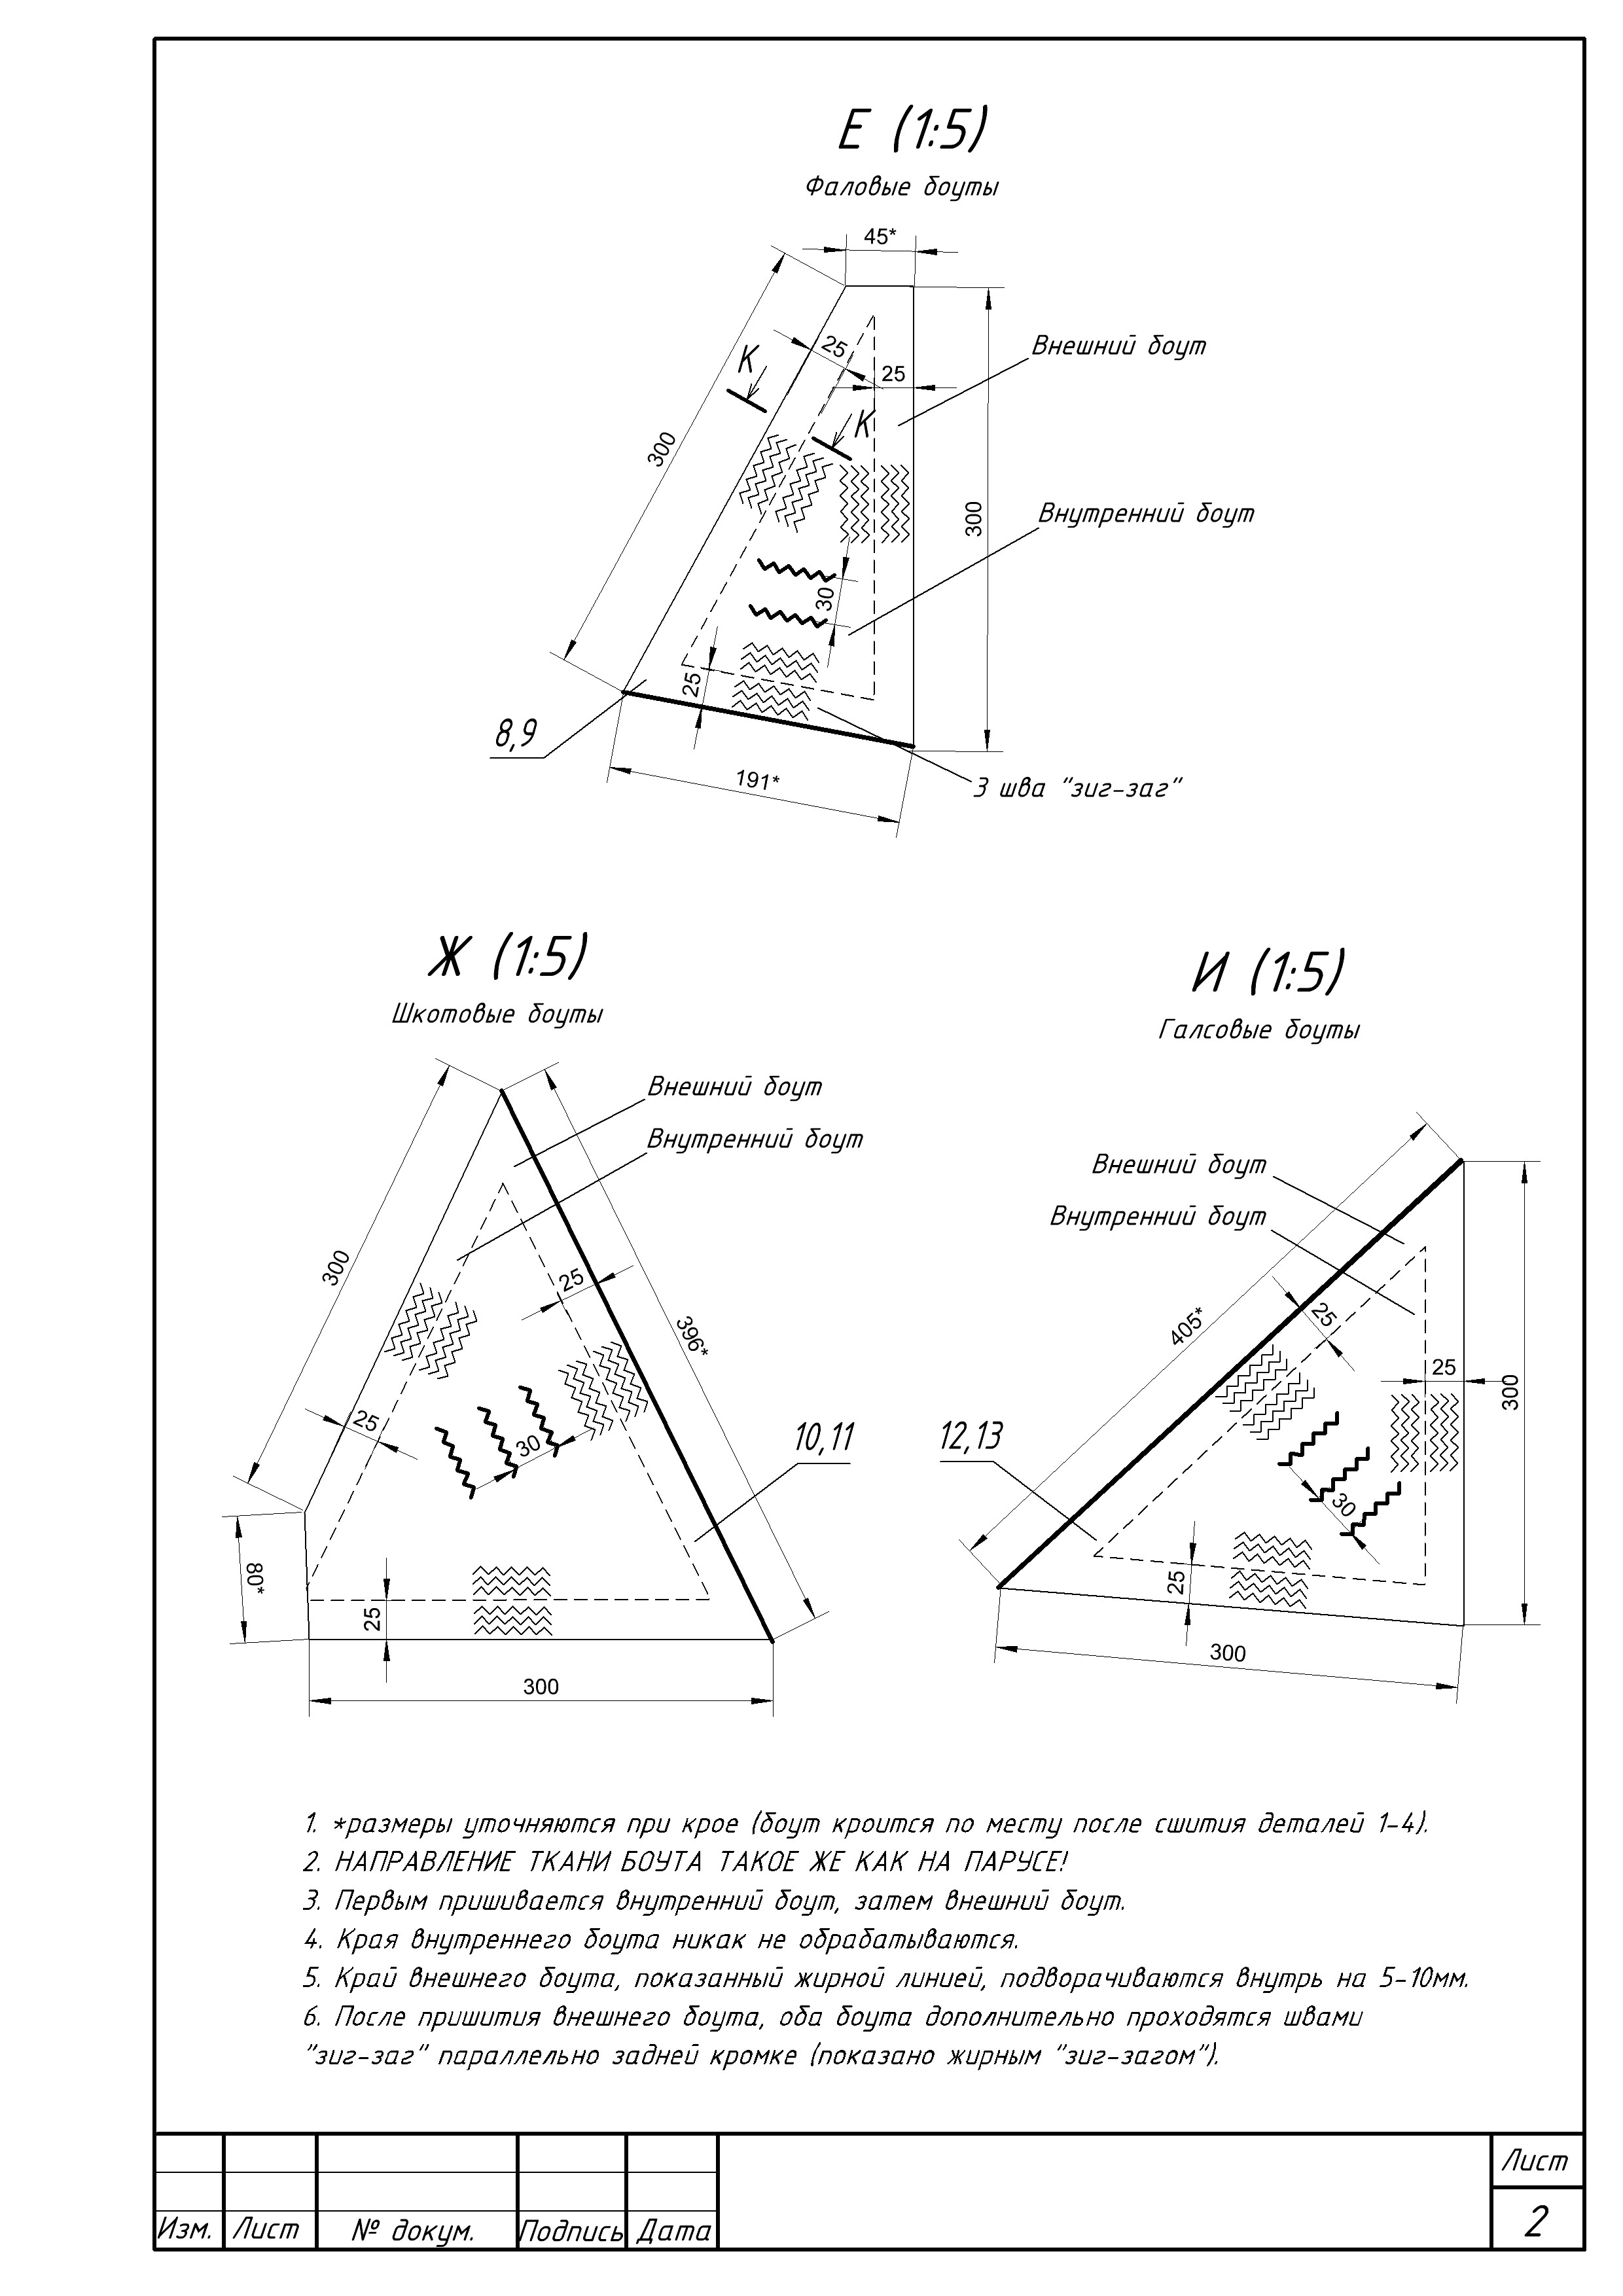 Е (1:5)
Фаловые боуты
45*
25
25
К
К
Внешний боут
300
300
Внутренний боут
30
25
8,9
191*
3 шва "зиг-заг"
Ж (1:5)
Шкотовые боуты
Внешний боут
Внутренний боут
300
25
396*
25
30
10,11
80*
25
300
И (1:5)
Галсовые боуты
Внешний боут
Внутренний боут
405*
25
25
300
12,13
30
25
300
1. *размеры уточняются при крое (боут кроится по месту после сшития деталей 1-4).
2. НАПРАВЛЕНИЕ ТКАНИ БОУТА ТАКОЕ ЖЕ КАК НА ПАРУСЕ!
3. Первым пришивается внутренний боут, затем внешний боут.
4. Края внутреннего боута никак не обрабатываются.
5. Край внешнего боута, показанный жирной линией, подворачиваются внутрь на 5-10мм.
6. После пришития внешнего боута, оба боута дополнительно проходятся швами
"зиг-заг" параллельно задней кромке (показано жирным "зиг-загом").
Лист
2
Изм. Лист № докум. Подпись Дата